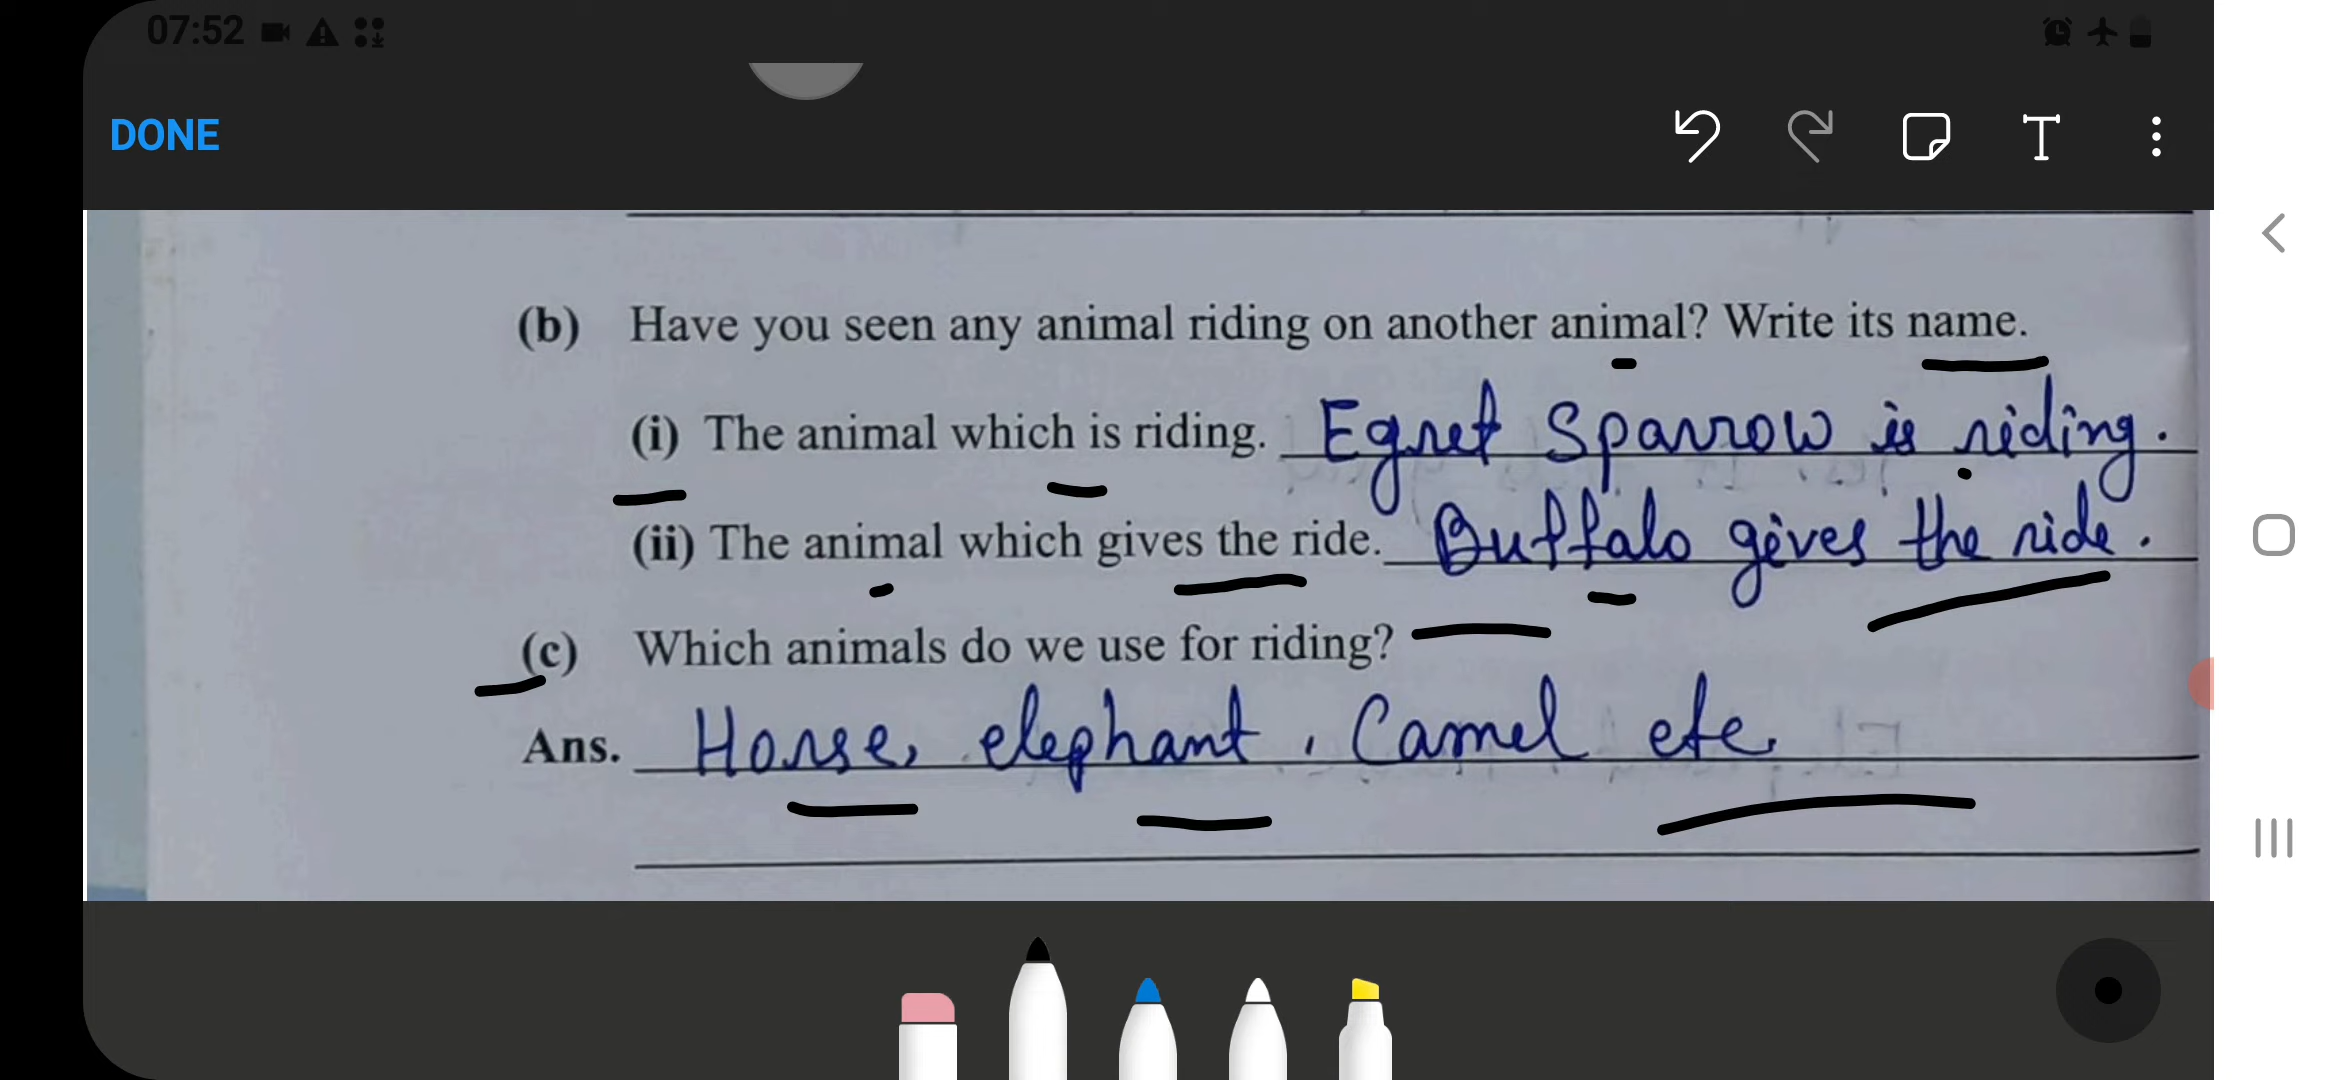 07:52
DONE
(b) Have you seen any animal riding on another animal? Write its name.
(i) The animal which is riding. Egret Sparrow is riding.
(ii) The animal which gives the ride. Buffalo gives the ride.
(c) Which animals do we use for riding?
Ans. Horse, elephant, Camel etc.